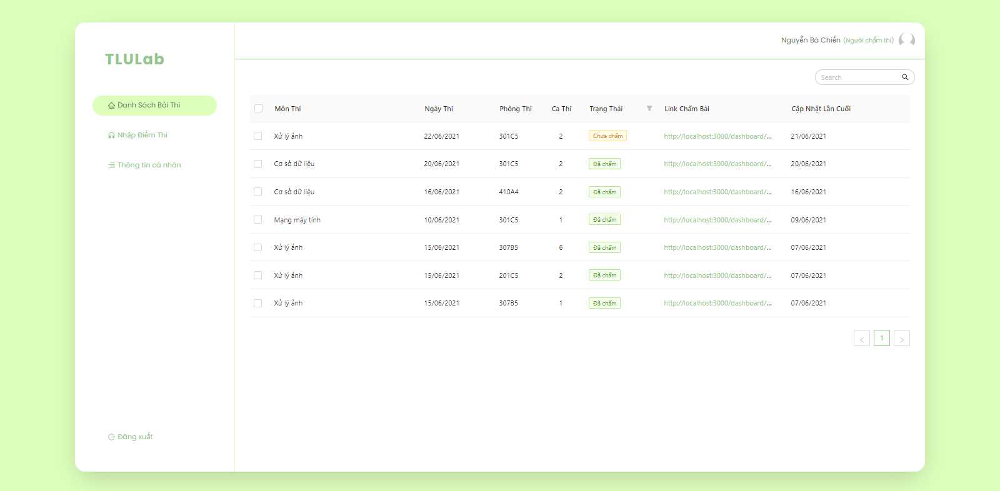 Nguyễn Bá Chiến (Người chấm thi)
TLULab
Search
Danh Sách Bài Thi
Nhập Điểm Thi
Thông tin cá nhân
Đăng xuất
Môn Thi Ngày Thi Phòng Thi Ca Thi Trạng Thái Link Chấm Bài Cập Nhật Lần Cuối
Xử lý ảnh 22/06/2021 301C5 2 Chưa chấm http://localhost:3000/dashboard/... 21/06/2021
Cơ sở dữ liệu 20/06/2021 301C5 2 Đã chấm http://localhost:3000/dashboard/... 20/06/2021
Cơ sở dữ liệu 16/06/2021 410A4 2 Đã chấm http://localhost:3000/dashboard/... 16/06/2021
Mạng máy tính 10/06/2021 301C5 1 Đã chấm http://localhost:3000/dashboard/... 09/06/2021
Xử lý ảnh 15/06/2021 307B5 6 Đã chấm http://localhost:3000/dashboard/... 07/06/2021
Xử lý ảnh 15/06/2021 201C5 2 Đã chấm http://localhost:3000/dashboard/... 07/06/2021
Xử lý ảnh 15/06/2021 307B5 1 Đã chấm http://localhost:3000/dashboard/... 07/06/2021
< 1 >